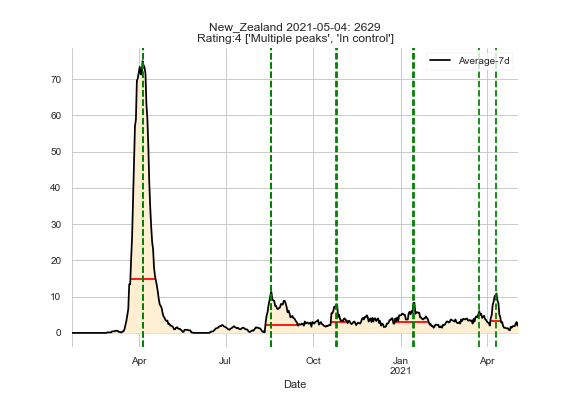 New_Zealand 2021-05-04: 2629
Rating:4 ['Multiple peaks', 'In control']
Average-7d
70
60
50
40
30
20
10
0
Apr Jul Oct Jan Apr
2021
Date